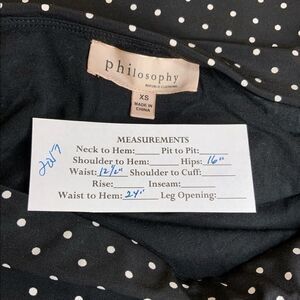 philosophy
REPUBLIC CLOTHING
XS
MADE IN
CHINA
MEASUREMENTS
Neck to Hem: Pit to Pit:
Shoulder to Hem: Hips: 16"
Waist: 12 1/2" Shoulder to Cuff:
Rise: Inseam:
Waist to Hem: 24" Leg Opening: